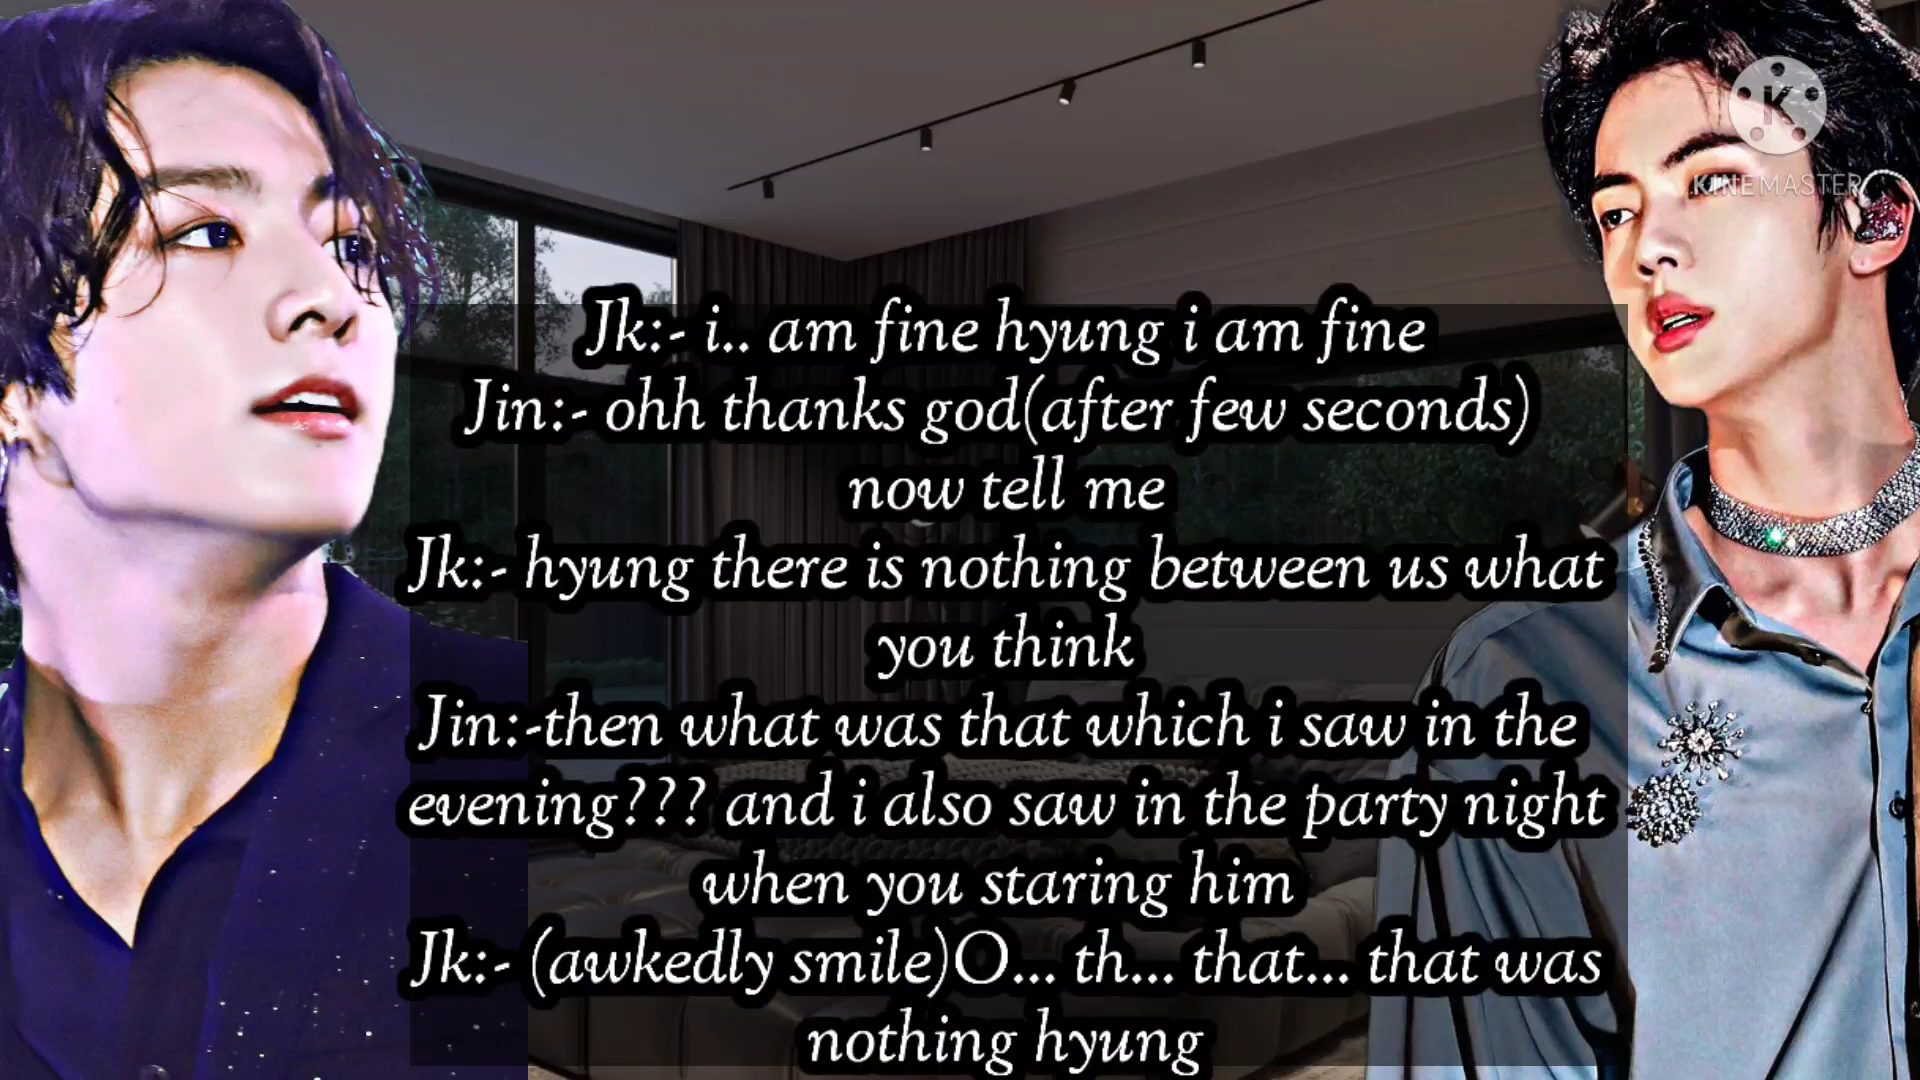 K
KINEMASTER
Jk:- i.. am fine hyung i am fine
Jin:- ohh thanks god(after few seconds)
now tell me
Jk:- hyung there is nothing between us what
you think
Jin:-then what was that which i saw in the
evening??? and i also saw in the party night
when you staring him
Jk:- (awkedly smile)O... th... that... that was
nothing hyung